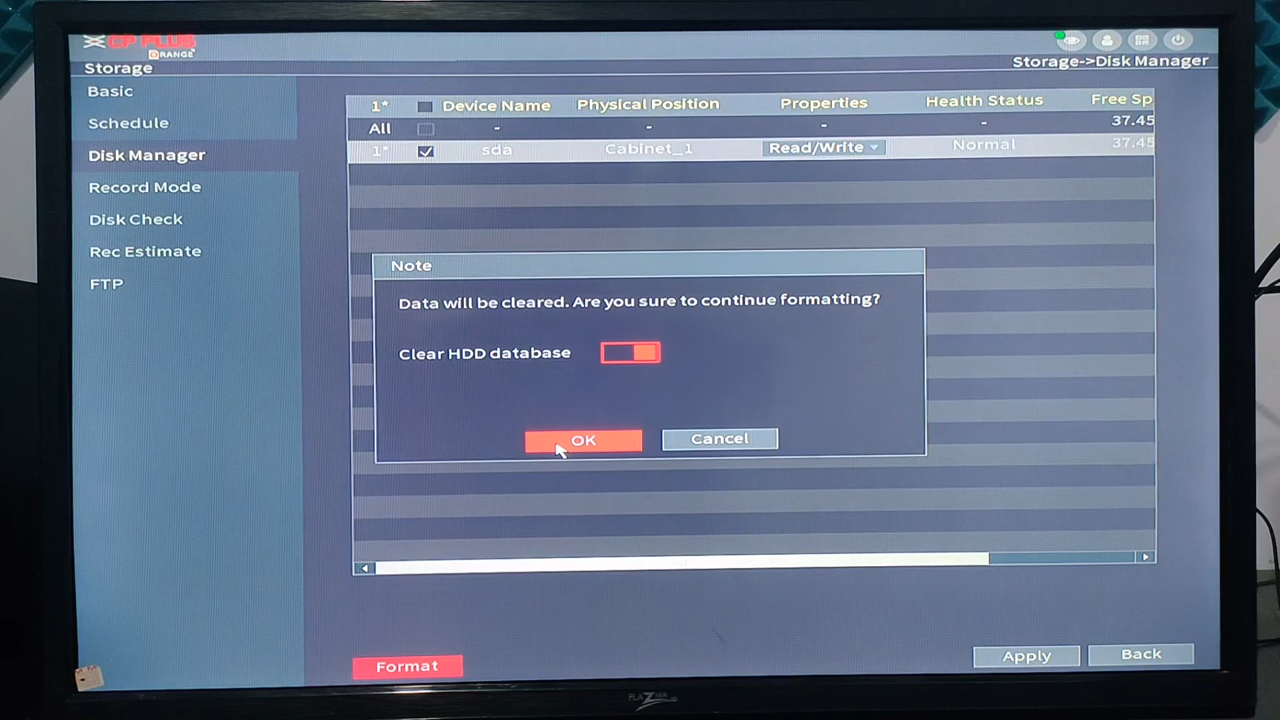 CP PLUS
ORANGE
Storage
Storage->Disk Manager
Basic
Schedule
Disk Manager
Record Mode
Disk Check
Rec Estimate
FTP
1* Device Name Physical Position Properties Health Status Free Sp
All - - - - 37.45
1* sda Cabinet_1 Read/Write Normal 37.45
Note
Data will be cleared. Are you sure to continue formatting?
Clear HDD database
OK Cancel
Format Apply Back